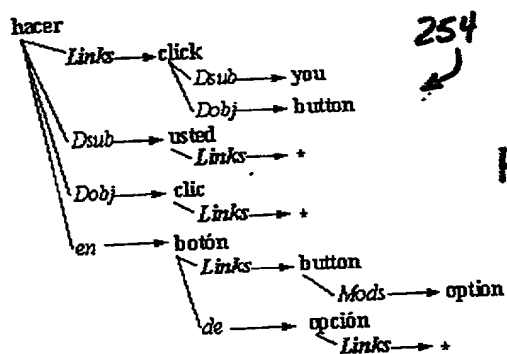 hacer
254
Links click
Dsub you
Dobj button
Dsub usted
Links *
Dobj clic
Links *
en botón
Links button
Mods option
de opción
Links *